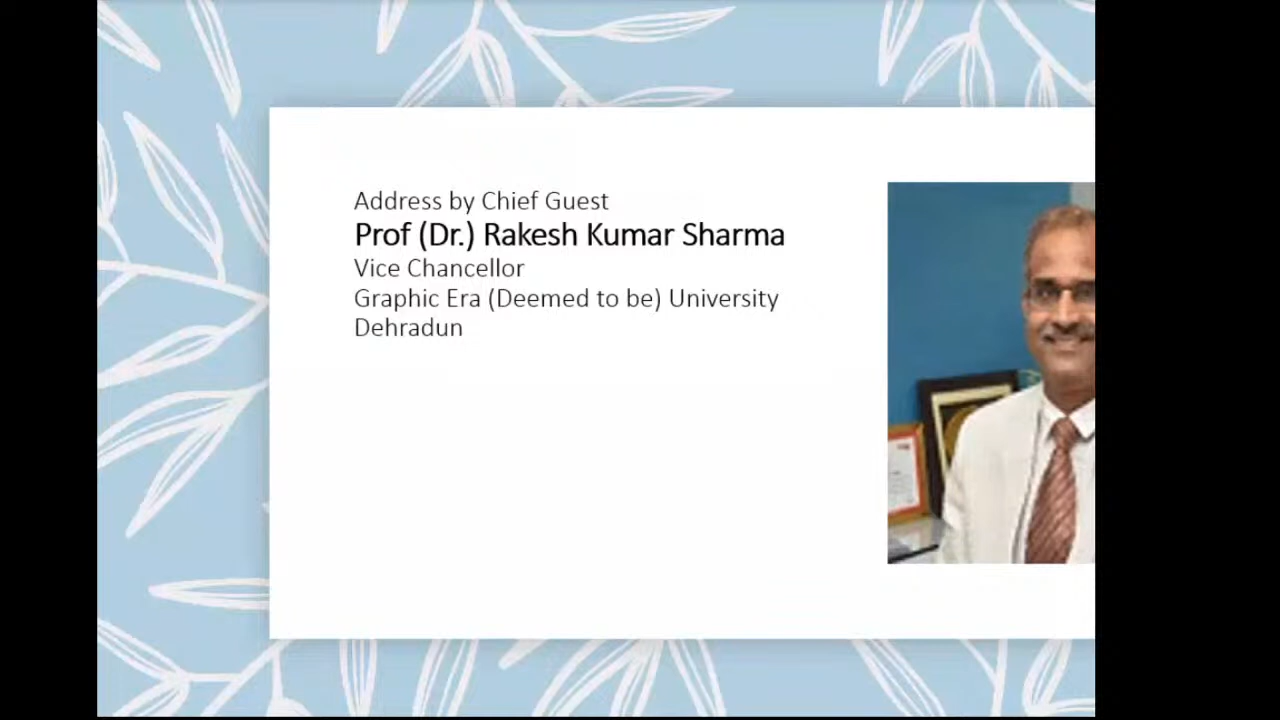 Address by Chief Guest
Prof (Dr.) Rakesh Kumar Sharma
Vice Chancellor
Graphic Era (Deemed to be) University
Dehradun